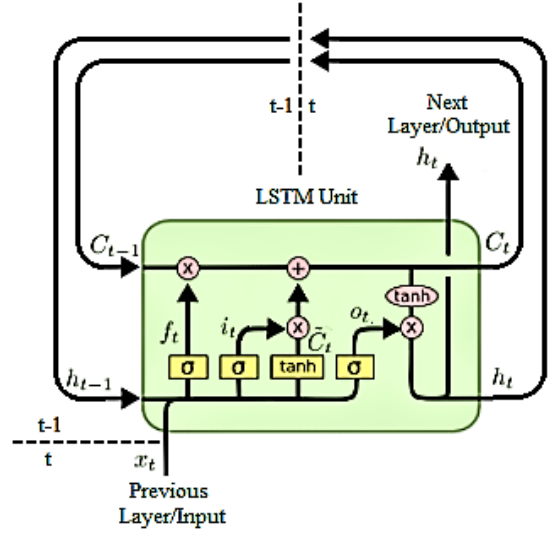 t-1 t
Next
Layer/Output
h_t
LSTM Unit
C_{t-1}
C_t
x
+
tanh
f_t
i_t
x
C̃_t
o_t.
x
σ
σ
tanh
σ
h_{t-1}
h_t
t-1
t
x_t
Previous
Layer/Input